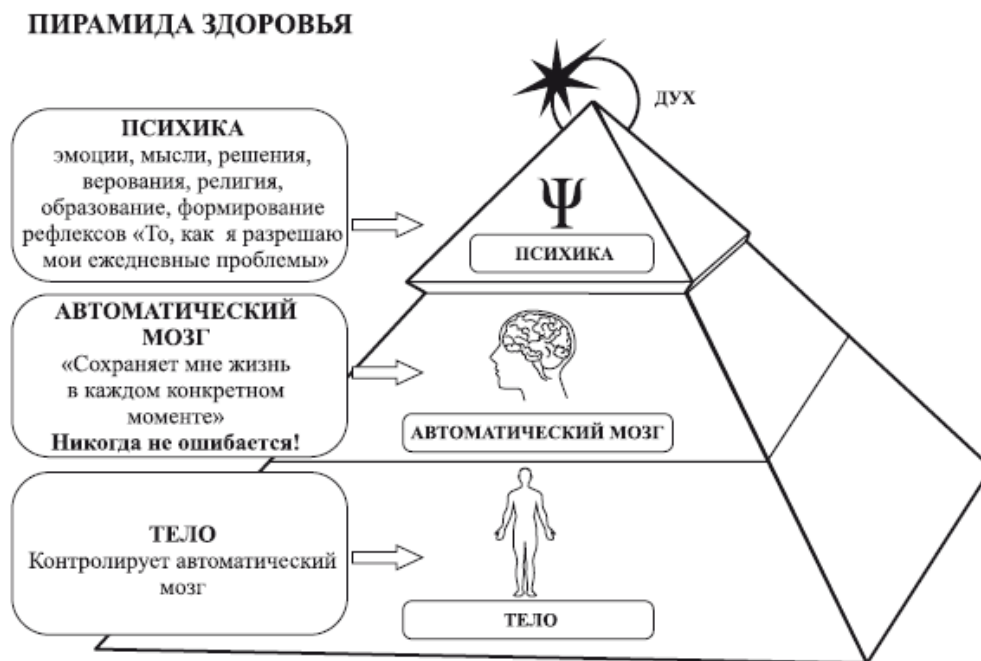 ПИРАМИДА ЗДОРОВЬЯ
ДУХ
ПСИХИКА
эмоции, мысли, решения,
верования, религия,
образование, формирование
рефлексов «То, как я разрешаю
мои ежедневные проблемы»
Ψ
ПСИХИКА
АВТОМАТИЧЕСКИЙ
МОЗГ
«Сохраняет мне жизнь
в каждом конкретном
моменте»
Никогда не ошибается!
АВТОМАТИЧЕСКИЙ МОЗГ
ТЕЛО
Контролирует автоматический
мозг
ТЕЛО